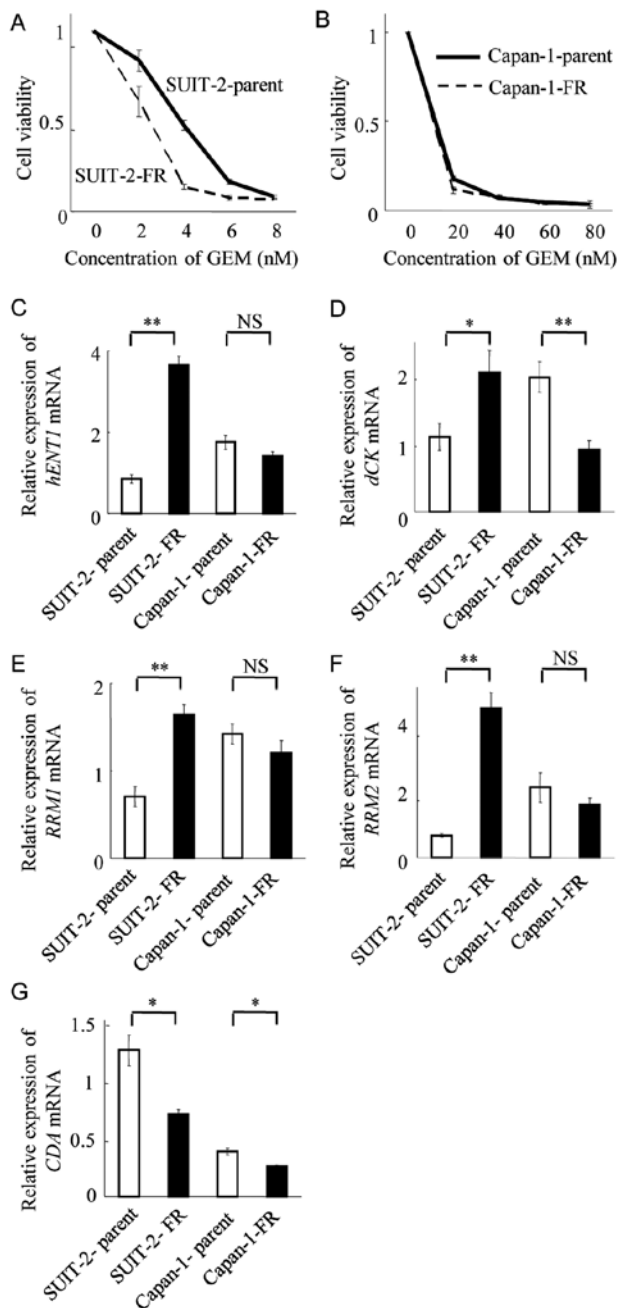 A
Cell viability
1
0.5
0
SUIT-2-parent
SUIT-2-FR
0 2 4 6 8
Concentration of GEM (nM)
B
Cell viability
1
0.5
0
Capan-1-parent
Capan-1-FR
0 20 40 60 80
Concentration of GEM (nM)
C
Relative expression of
hENT1 mRNA
4
2
0
** NS
SUIT-2- parent
SUIT-2- FR
Capan-1- parent
Capan-1-FR
D
Relative expression of
dCK mRNA
2
1
0
* **
SUIT-2- parent
SUIT-2- FR
Capan-1- parent
Capan-1-FR
E
Relative expression of
RRM1 mRNA
2
1
0
** NS
SUIT-2- parent
SUIT-2- FR
Capan-1- parent
Capan-1-FR
F
Relative expression of
RRM2 mRNA
4
2
0
** NS
SUIT-2- parent
SUIT-2- FR
Capan-1- parent
Capan-1-FR
G
Relative expression of
CDA mRNA
1.5
1
0.5
0
* *
SUIT-2- parent
SUIT-2- FR
Capan-1- parent
Capan-1-FR